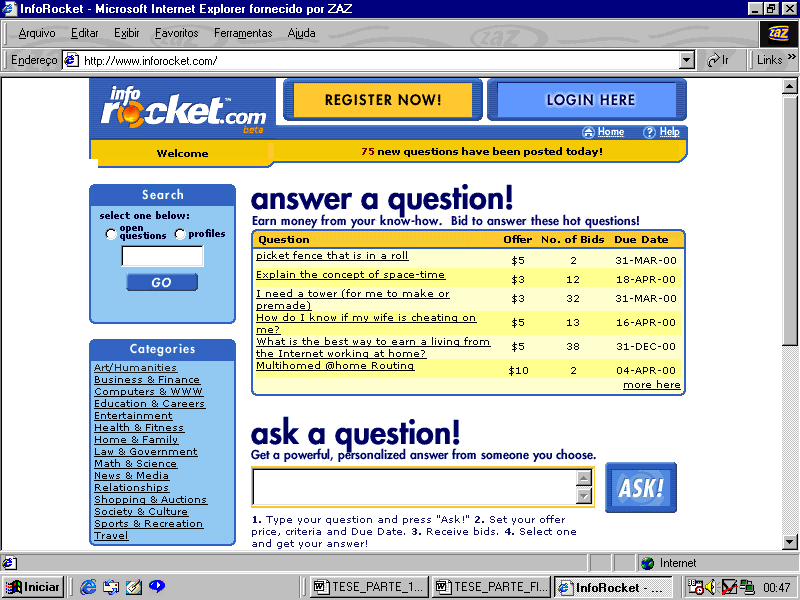 InfoRocket - Microsoft Internet Explorer fornecido por ZAZ
Arquivo Editar Exibir Favoritos Ferramentas Ajuda
zaz
Endereço http://www.inforocket.com/ Ir Links »
info rocket.com™ beta
REGISTER NOW!
LOGIN HERE
Home ? Help
Welcome
75 new questions have been posted today!
Search
select one below:
open questions
profiles
GO
Categories
Art/Humanities
Business & Finance
Computers & WWW
Education & Careers
Entertainment
Health & Fitness
Home & Family
Law & Government
Math & Science
News & Media
Relationships
Shopping & Auctions
Society & Culture
Sports & Recreation
Travel
answer a question!
Earn money from your know-how. Bid to answer these hot questions!
Question Offer No. of Bids Due Date
picket fence that is in a roll $5 2 31-MAR-00
Explain the concept of space-time $3 12 18-APR-00
I need a tower (for me to make or
premade) $3 32 31-MAR-00
How do I know if my wife is cheating on
me? $5 13 16-APR-00
What is the best way to earn a living from
the Internet working at home? $5 38 31-DEC-00
Multihomed @home Routing $10 2 04-APR-00
more here
ask a question!
Get a powerful, personalized answer from someone you choose.
ASK!
1. Type your question and press "Ask!" 2. Set your offer
price, criteria and Due Date. 3. Receive bids. 4. Select one
and get your answer!
Internet
Iniciar
TESE_PARTE_1...
TESE_PARTE_FI...
InfoRocket - ...
00:47